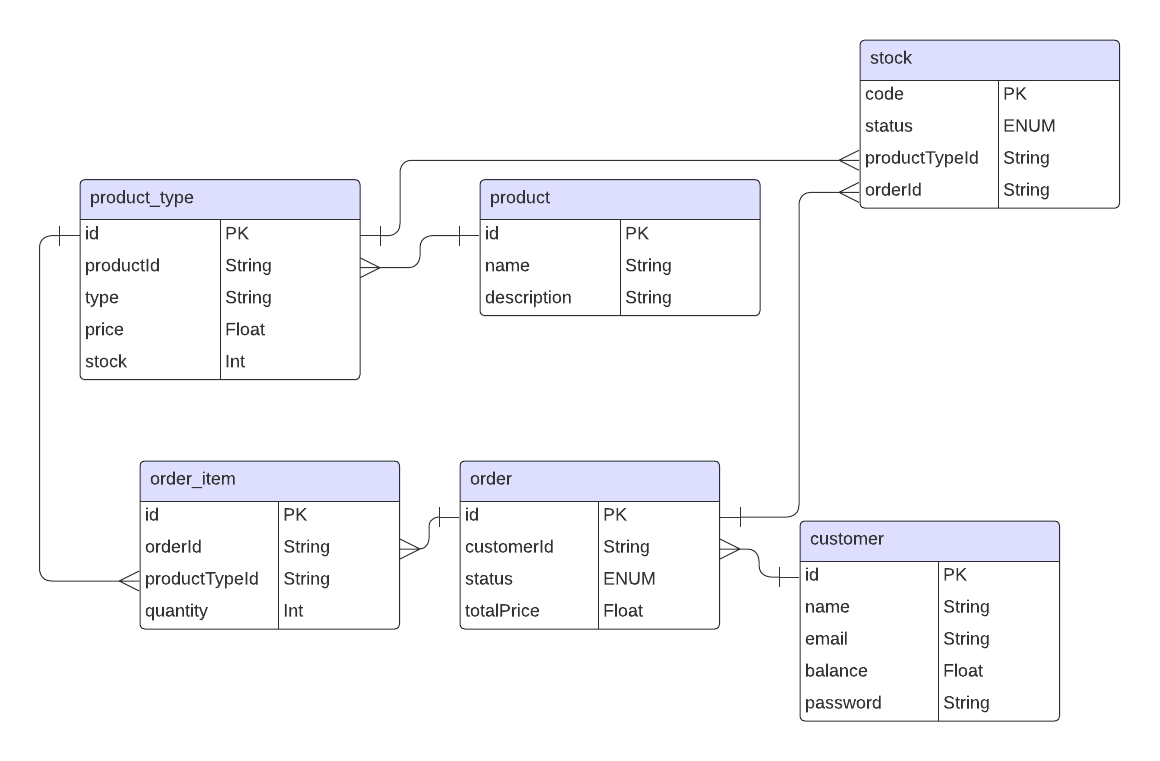 stock
code PK
status ENUM
productTypeId String
orderId String
product_type
id PK
productId String
type String
price Float
stock Int
product
id PK
name String
description String
order_item
id PK
orderId String
productTypeId String
quantity Int
order
id PK
customerId String
status ENUM
totalPrice Float
customer
id PK
name String
email String
balance Float
password String